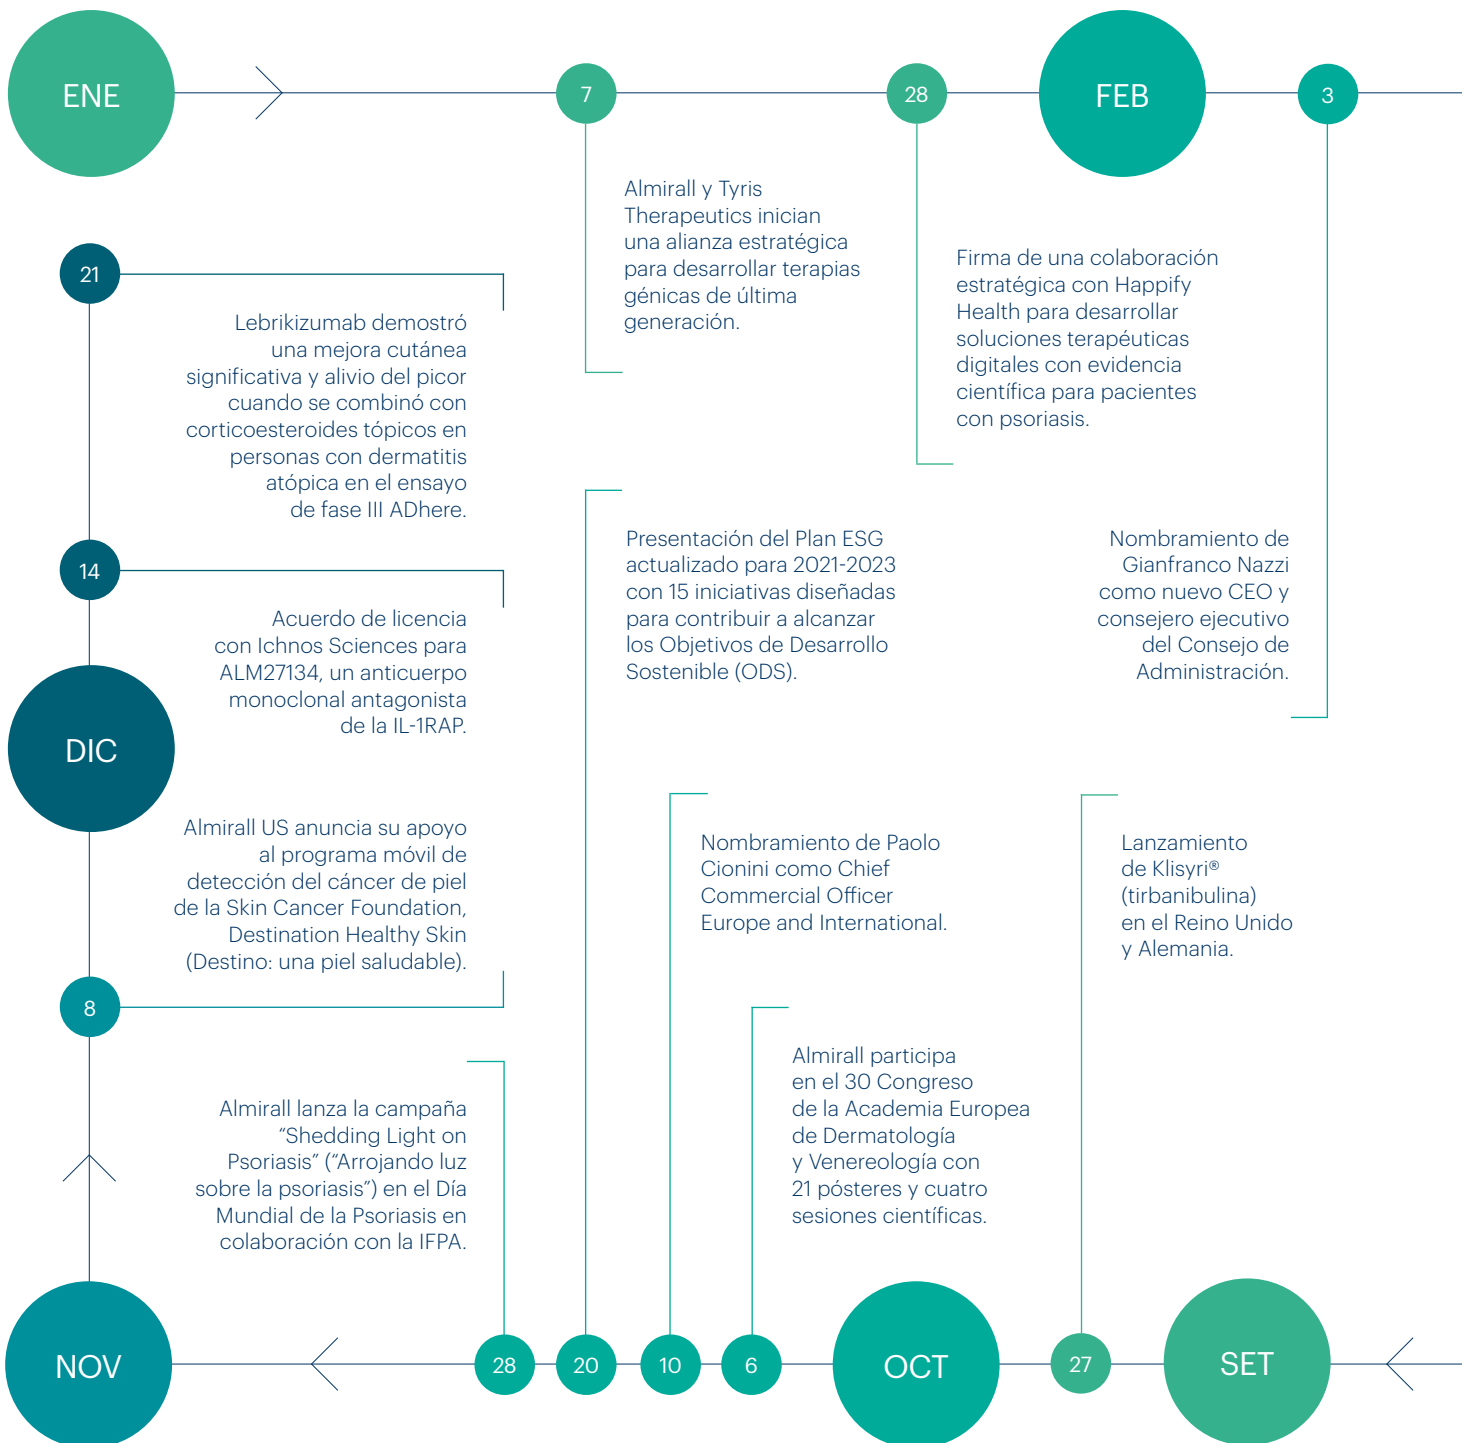 ENE
7
Almirall y Tyris
Therapeutics inician
una alianza estratégica
para desarrollar terapias
génicas de última
generación.
28
Firma de una colaboración
estratégica con Happify
Health para desarrollar
soluciones terapéuticas
digitales con evidencia
científica para pacientes
con psoriasis.
FEB
3
Nombramiento de
Gianfranco Nazzi
como nuevo CEO y
consejero ejecutivo
del Consejo de
Administración.
SET
27
Lanzamiento
de Klisyri®
(tirbanibulina)
en el Reino Unido
y Alemania.
OCT
6
Almirall participa
en el 30 Congreso
de la Academia Europea
de Dermatología
y Venereología con
21 pósteres y cuatro
sesiones científicas.
10
Nombramiento de Paolo
Cionini como Chief
Commercial Officer
Europe and International.
20
Presentación del Plan ESG
actualizado para 2021-2023
con 15 iniciativas diseñadas
para contribuir a alcanzar
los Objetivos de Desarrollo
Sostenible (ODS).
28
Almirall lanza la campaña
“Shedding Light on
Psoriasis” (“Arrojando luz
sobre la psoriasis”) en el Día
Mundial de la Psoriasis en
colaboración con la IFPA.
NOV
8
Almirall US anuncia su apoyo
al programa móvil de
detección del cáncer de piel
de la Skin Cancer Foundation,
Destination Healthy Skin
(Destino: una piel saludable).
DIC
14
Acuerdo de licencia
con Ichnos Sciences para
ALM27134, un anticuerpo
monoclonal antagonista
de la IL-1RAP.
21
Lebrikizumab demostró
una mejora cutánea
significativa y alivio del picor
cuando se combinó con
corticoesteroides tópicos en
personas con dermatitis
atópica en el ensayo
de fase III ADhere.